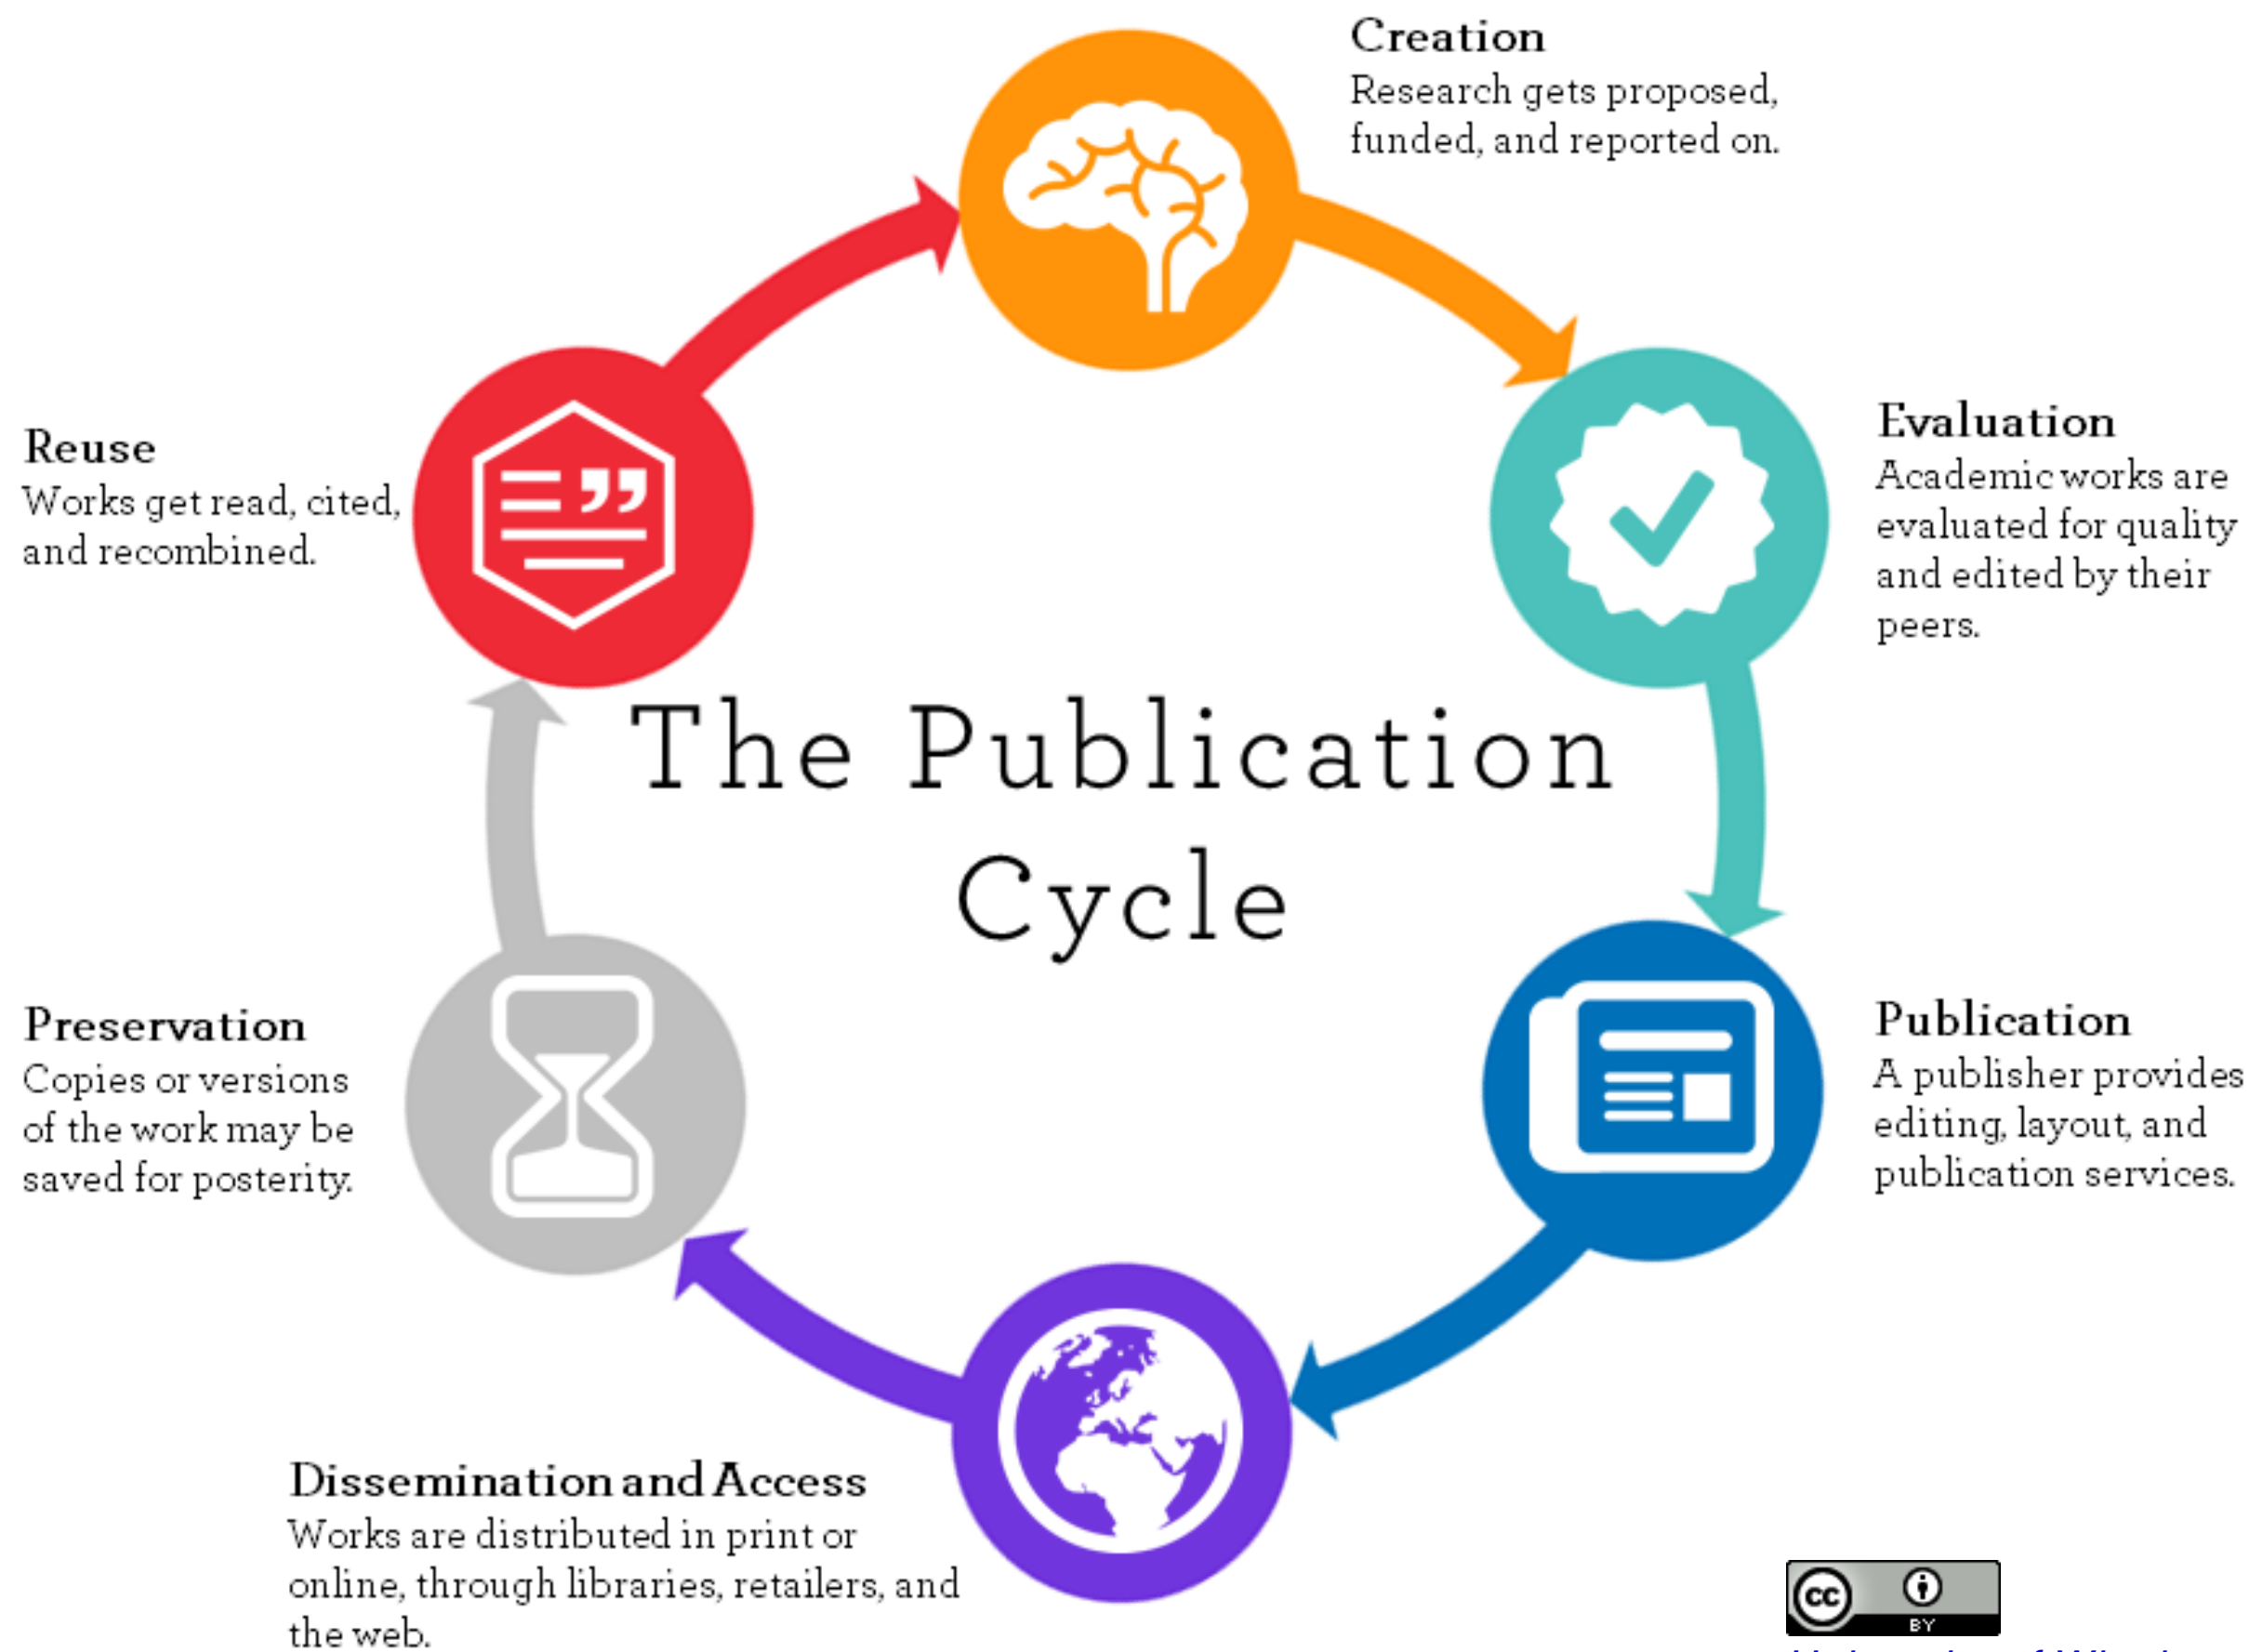 Creation
Research gets proposed,
funded, and reported on.
Evaluation
Academic works are
evaluated for quality
and edited by their
peers.
Publication
A publisher provides
editing, layout, and
publication services.
Dissemination and Access
Works are distributed in print or
online, through libraries, retailers, and
the web.
Preservation
Copies or versions
of the work may be
saved for posterity.
Reuse
Works get read, cited,
and recombined.
The Publication
Cycle
cc
BY